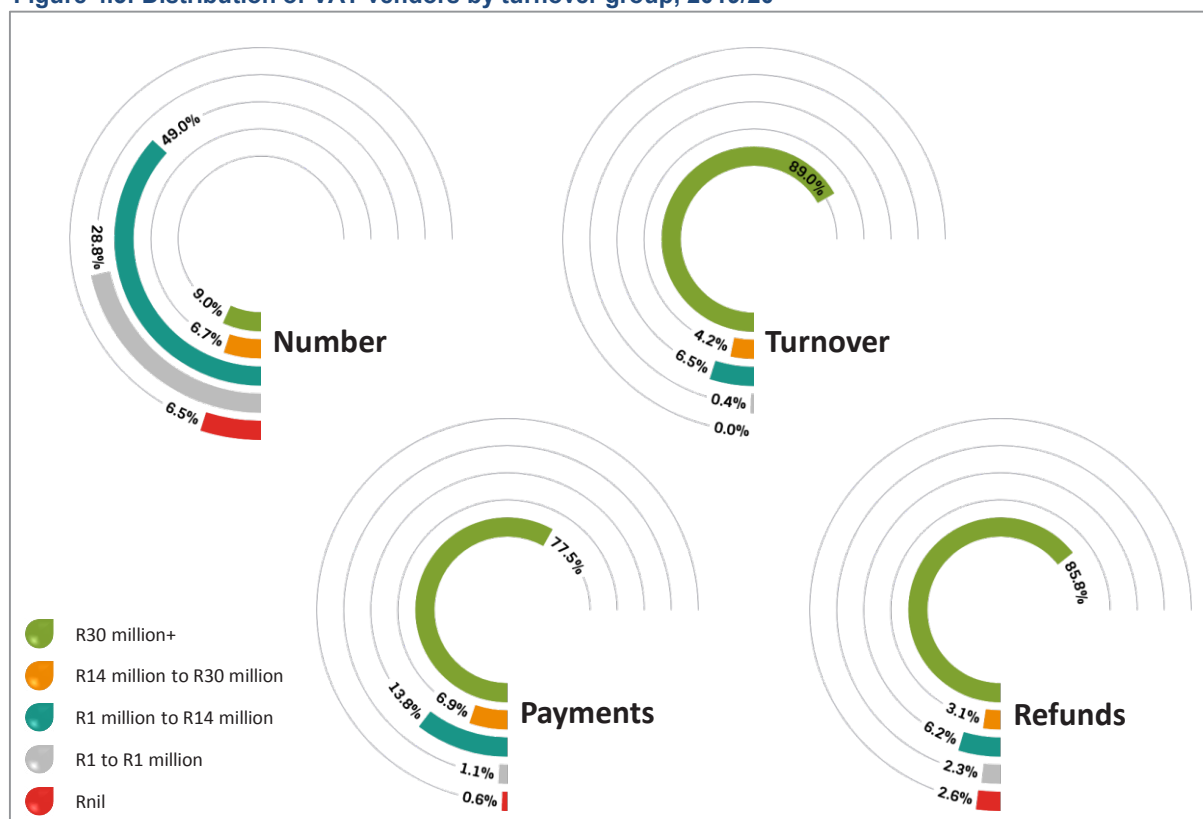 49.0%
28.8%
9.0%
6.7%
6.5%
Number
89.0%
4.2%
6.5%
0.4%
0.0%
Turnover
77.5%
6.9%
13.8%
1.1%
0.6%
Payments
85.8%
3.1%
6.2%
2.3%
2.6%
Refunds
R30 million+
R14 million to R30 million
R1 million to R14 million
R1 to R1 million
Rnil